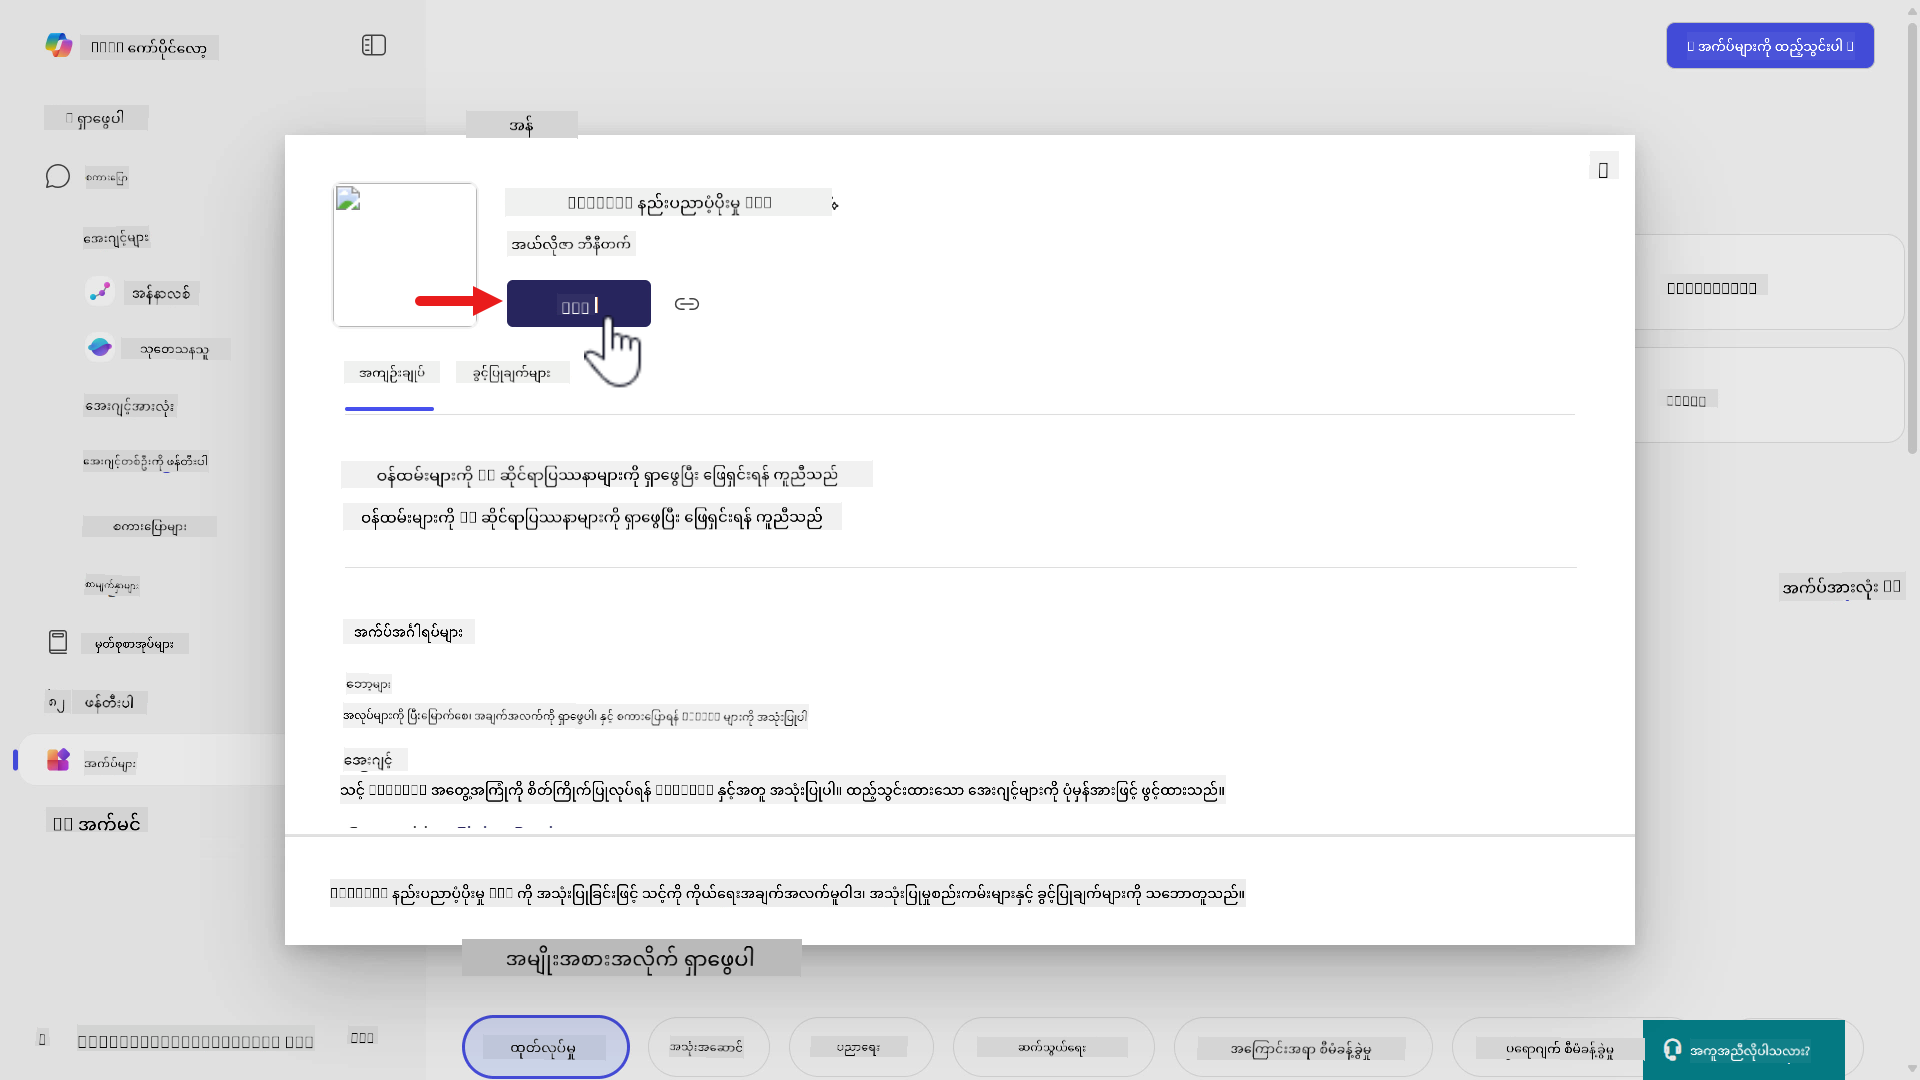 ကော်ပိုင်လော့
အက်ပ်များကို ထည့်သွင်းပါ
ရှာဖွေပါ
အန်
စကားပြော
နည်းပညာပံ့ပိုးမှု
အယ်လိုဇာ ဘီနီတက်
အေးဂျင့်များ
အန်နာလစ်
သုတေသနသူ
အကျဉ်းချုပ်
ခွင့်ပြုချက်များ
အေးဂျင့်အားလုံး
အေးဂျင့်တစ်ဦးကို ဖန်တီးပါ
ဝန်ထမ်းများကို ဆိုင်ရာပြဿနာများကို ရှာဖွေပြီး ဖြေရှင်းရန် ကူညီသည်
ဝန်ထမ်းများကို ဆိုင်ရာပြဿနာများကို ရှာဖွေပြီး ဖြေရှင်းရန် ကူညီသည်
စကားပြောများ
စာမျက်နှာများ
အက်ပ်အားလုံး
အက်ပ်အင်္ဂါရပ်များ
မှတ်စုစာအုပ်များ
ဘော့များ
ဖန်တီးပါ
အလုပ်များကို ပြီးမြောက်စေ၊ အချက်အလက်ကို ရှာဖွေပါ၊ နှင့် စကားပြောရန် များကို အသုံးပြုပါ
အက်ပ်များ
အေးဂျင့်
သင့် အတွေ့အကြုံကို စိတ်ကြိုက်ပြုလုပ်ရန် နှင့်အတူ အသုံးပြုပါ။ ထည့်သွင်းထားသော အေးဂျင့်များကို ပုံမှန်အားဖြင့် ဖွင့်ထားသည်။
အက်မင်
နည်းပညာပံ့ပိုးမှု ကို အသုံးပြုခြင်းဖြင့် သင့်ကို ကိုယ်ရေးအချက်အလက်မူဝါဒ၊ အသုံးပြုမှုစည်းကမ်းများနှင့် ခွင့်ပြုချက်များကို သဘောတူသည်။
အမျိုးအစားအလိုက် ရှာဖွေပါ
ထုတ်လုပ်မှု
အသုံးအဆောင်
ပညာရေး
ဆက်သွယ်ရေး
အကြောင်းအရာ စီမံခန့်ခွဲမှု
ပရောဂျက် စီမံခန့်ခွဲမှု
အကူအညီလိုပါသလား?